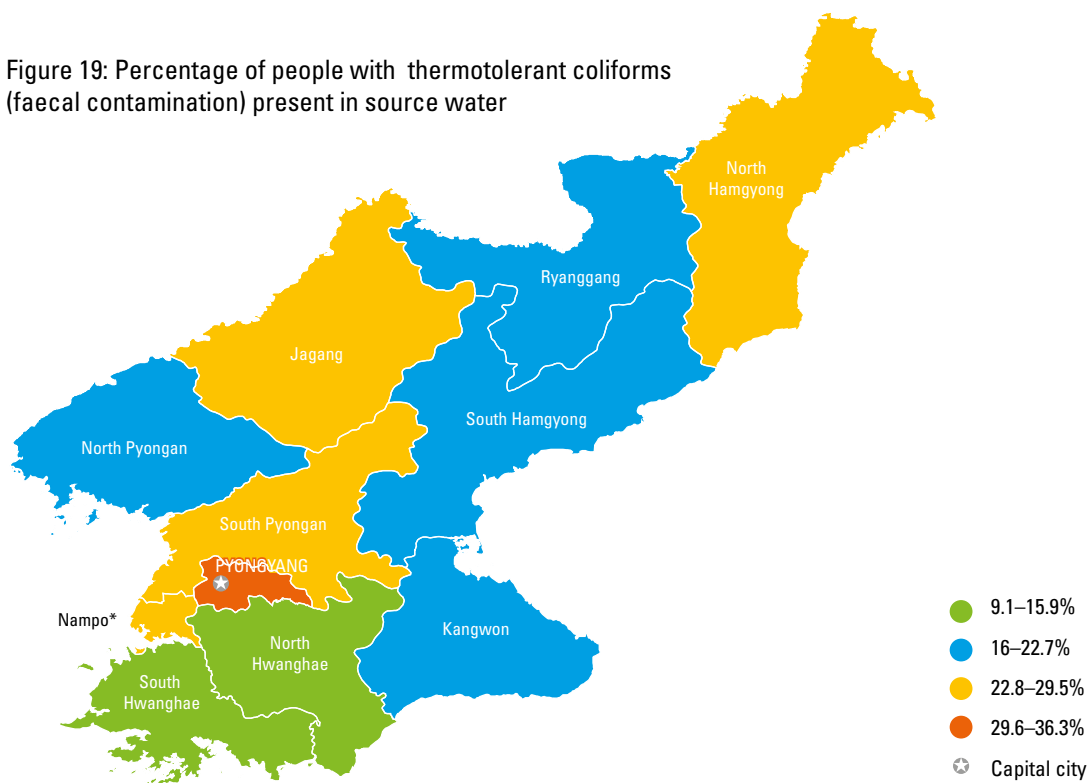 Figure 19: Percentage of people with thermotolerant coliforms
(faecal contamination) present in source water
North
Hamgyong
Ryanggang
Jagang
South Hamgyong
North Pyongan
South Pyongan
PYONGYANG
Nampo*
Kangwon
North
Hwanghae
South
Hwanghae
9.1–15.9%
16–22.7%
22.8–29.5%
29.6–36.3%
Capital city